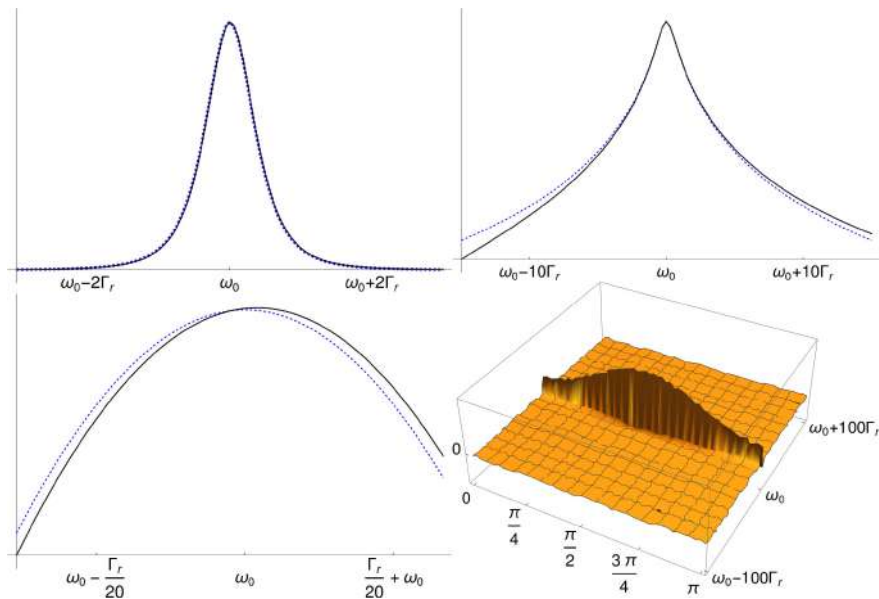 ω₀-2Γᵣ ω₀ ω₀+2Γᵣ
ω₀-10Γᵣ ω₀ ω₀+10Γᵣ
ω₀ - Γᵣ/20 ω₀ Γᵣ/20 + ω₀
0
0
π/4
π/2
3 π/4
π
ω₀-100Γᵣ
ω₀
ω₀+100Γᵣ